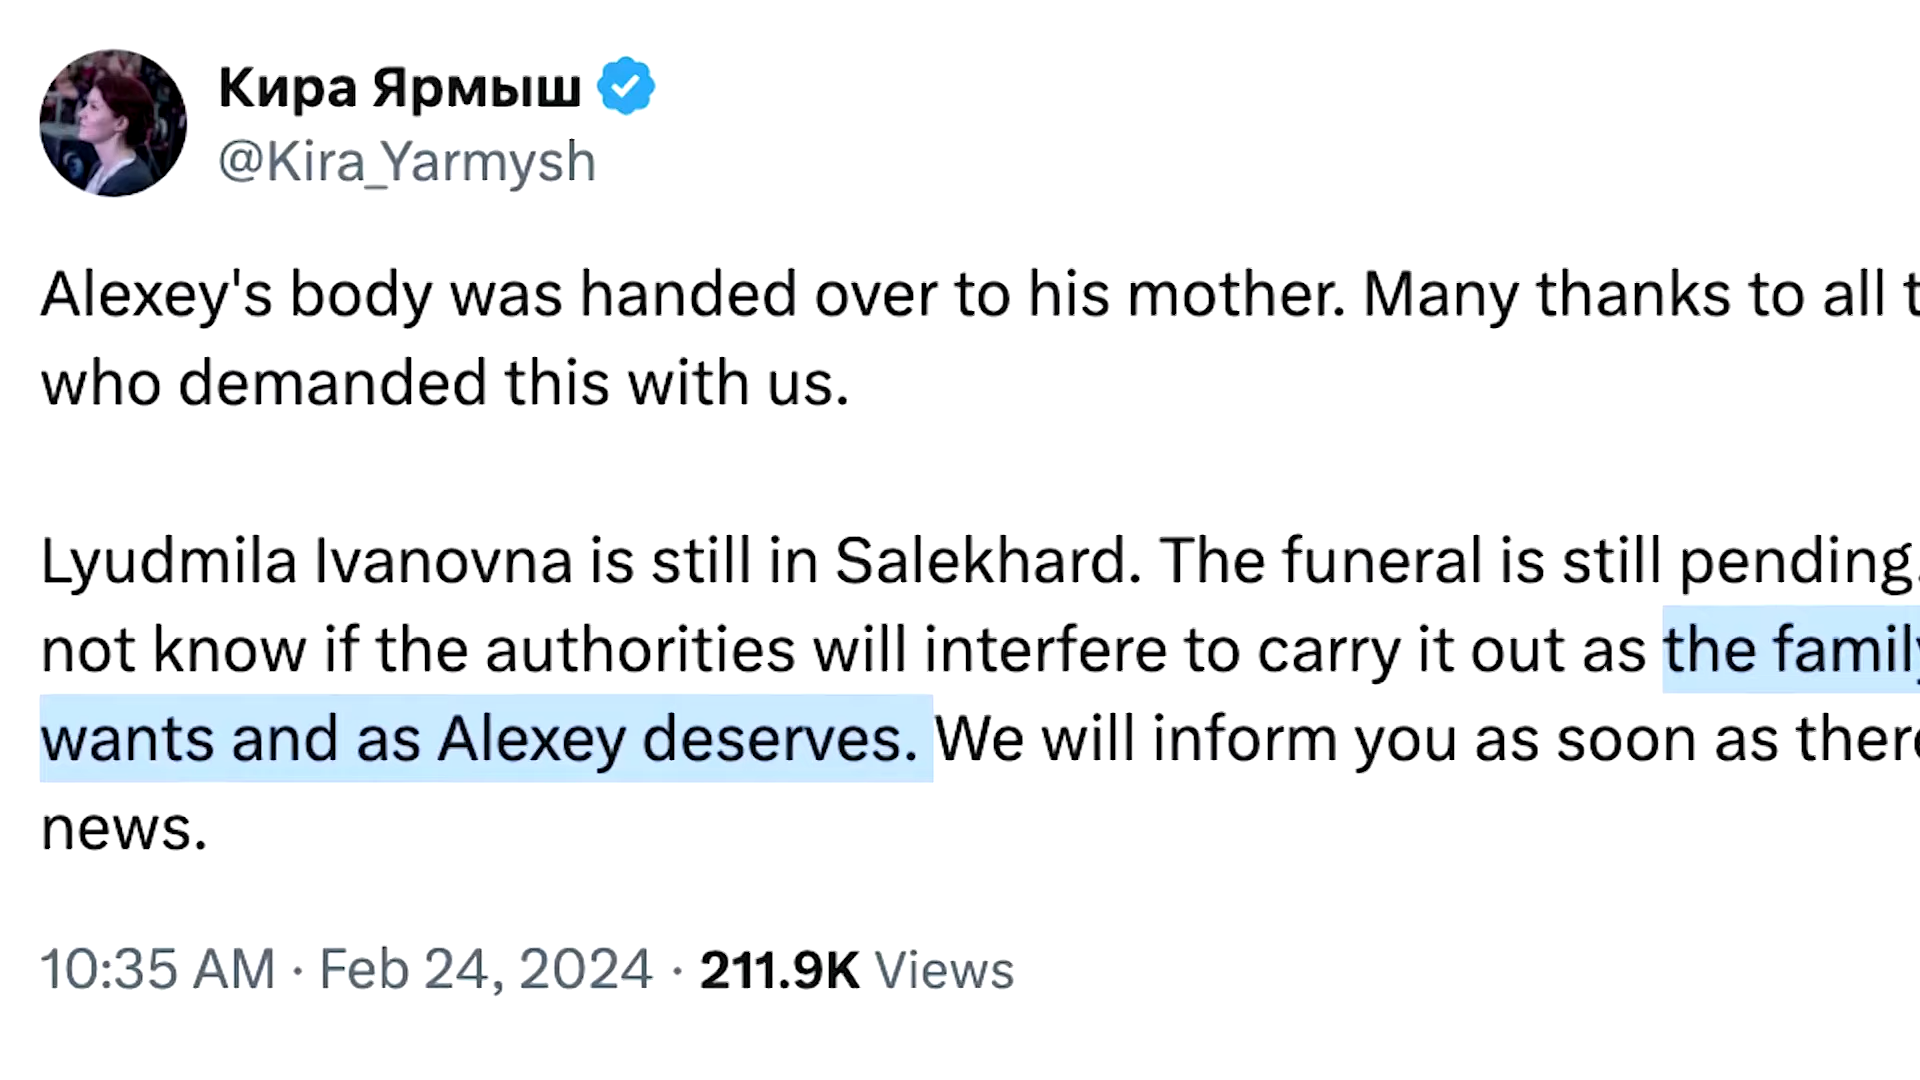 Кира Ярмыш
@Kira_Yarmysh
Alexey's body was handed over to his mother. Many thanks to all
who demanded this with us.
Lyudmila Ivanovna is still in Salekhard. The funeral is still pending.
not know if the authorities will interfere to carry it out as the family
wants and as Alexey deserves. We will inform you as soon as there
news.
10:35 AM · Feb 24, 2024 · 211.9K Views